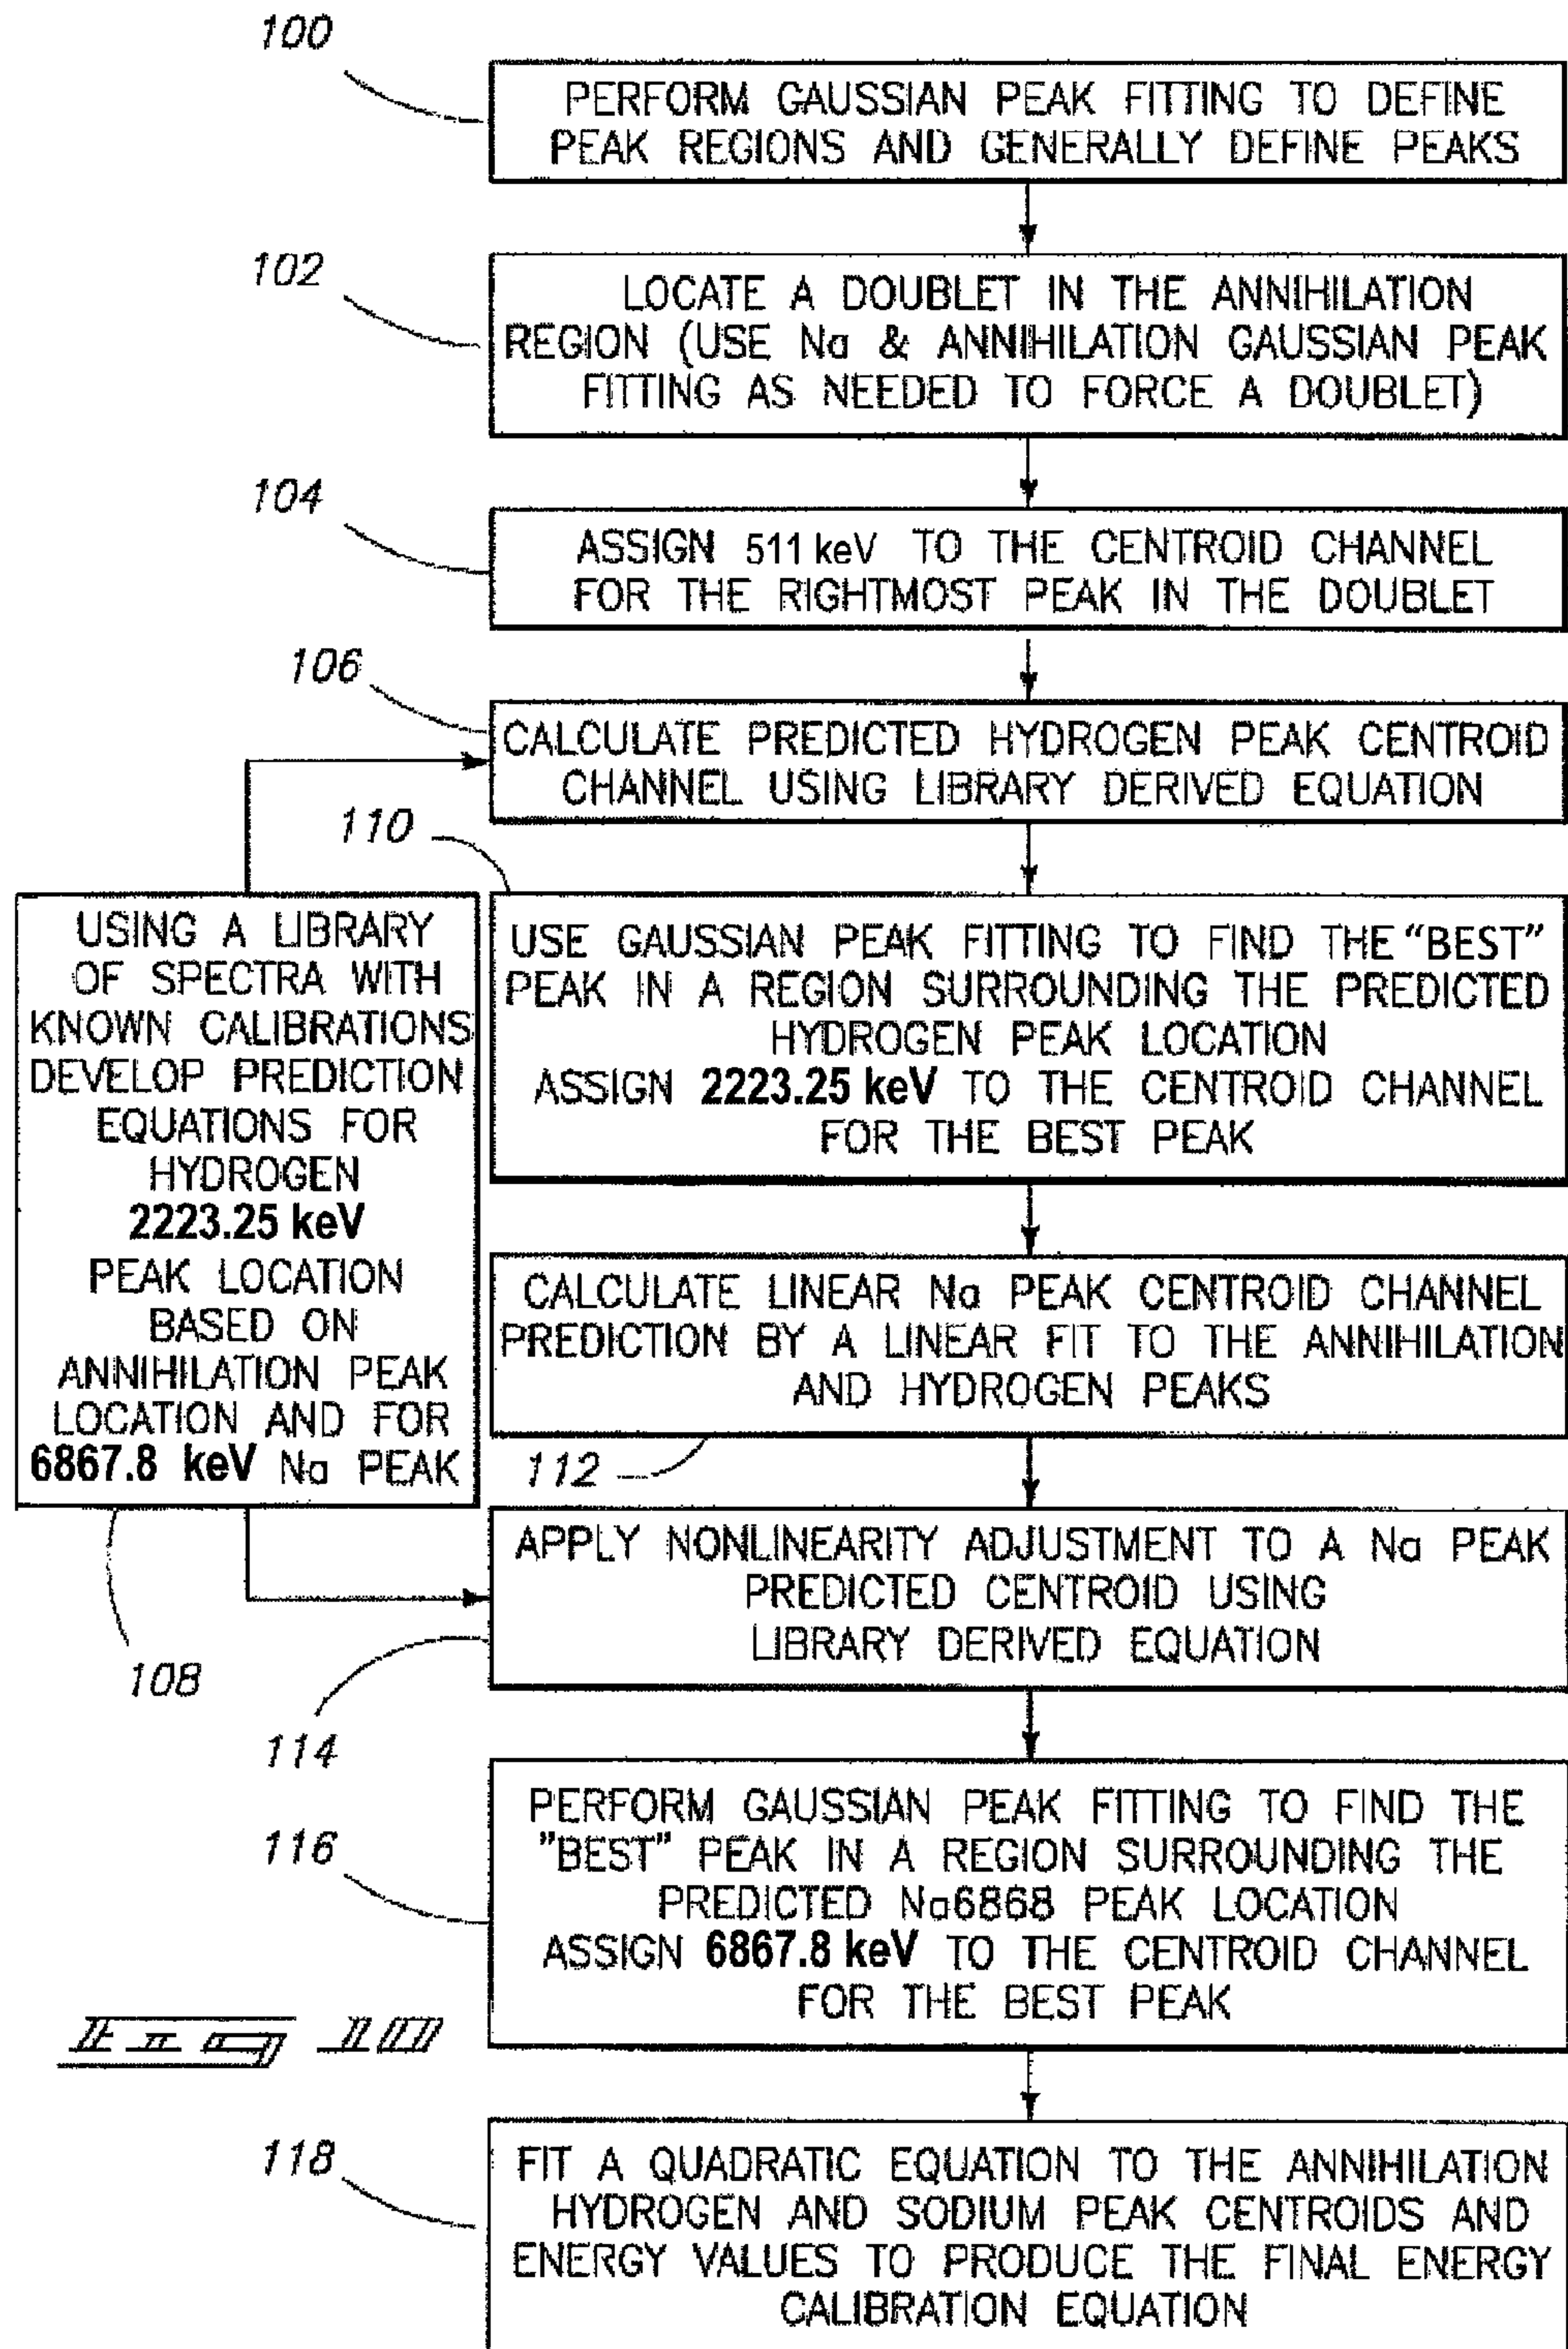 100
PERFORM GAUSSIAN PEAK FITTING TO DEFINE
PEAK REGIONS AND GENERALLY DEFINE PEAKS
102
LOCATE A DOUBLET IN THE ANNIHILATION
REGION (USE Na & ANNIHILATION GAUSSIAN PEAK
FITTING AS NEEDED TO FORCE A DOUBLET)
104
ASSIGN 511 keV TO THE CENTROID CHANNEL
FOR THE RIGHTMOST PEAK IN THE DOUBLET
106
CALCULATE PREDICTED HYDROGEN PEAK CENTROID
CHANNEL USING LIBRARY DERIVED EQUATION
USING A LIBRARY
OF SPECTRA WITH
KNOWN CALIBRATIONS
DEVELOP PREDICTION
EQUATIONS FOR
HYDROGEN
2223.25 keV
PEAK LOCATION
BASED ON
ANNIHILATION PEAK
LOCATION AND FOR
6867.8 keV Na PEAK
108
110
USE GAUSSIAN PEAK FITTING TO FIND THE "BEST"
PEAK IN A REGION SURROUNDING THE PREDICTED
HYDROGEN PEAK LOCATION
ASSIGN 2223.25 keV TO THE CENTROID CHANNEL
FOR THE BEST PEAK
CALCULATE LINEAR Na PEAK CENTROID CHANNEL
PREDICTION BY A LINEAR FIT TO THE ANNIHILATION
AND HYDROGEN PEAKS
112
APPLY NONLINEARITY ADJUSTMENT TO A Na PEAK
PREDICTED CENTROID USING
LIBRARY DERIVED EQUATION
114
PERFORM GAUSSIAN PEAK FITTING TO FIND THE
"BEST" PEAK IN A REGION SURROUNDING THE
PREDICTED Na6868 PEAK LOCATION
ASSIGN 6867.8 keV TO THE CENTROID CHANNEL
FOR THE BEST PEAK
116
118
FIT A QUADRATIC EQUATION TO THE ANNIHILATION
HYDROGEN AND SODIUM PEAK CENTROIDS AND
ENERGY VALUES TO PRODUCE THE FINAL ENERGY
CALIBRATION EQUATION
Fig 10